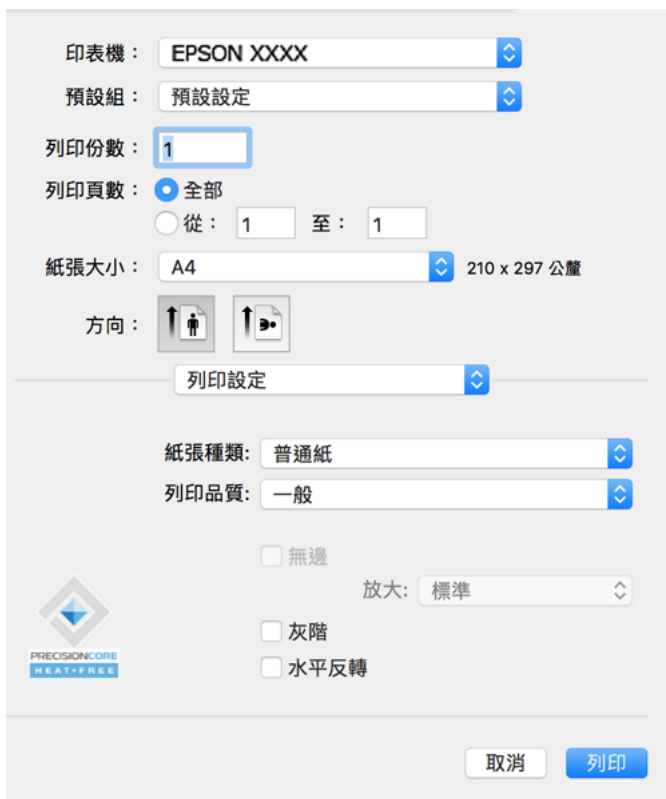 印表機： EPSON XXXX
預設組： 預設設定
列印份數： 1
列印頁數： 全部
從： 1 至： 1
紙張大小： A4 210 x 297 公釐
方向：
列印設定
紙張種類: 普通紙
列印品質: 一般
無邊
放大: 標準
灰階
水平反轉
PRECISIONCORE
HEAT-FREE
取消 列印